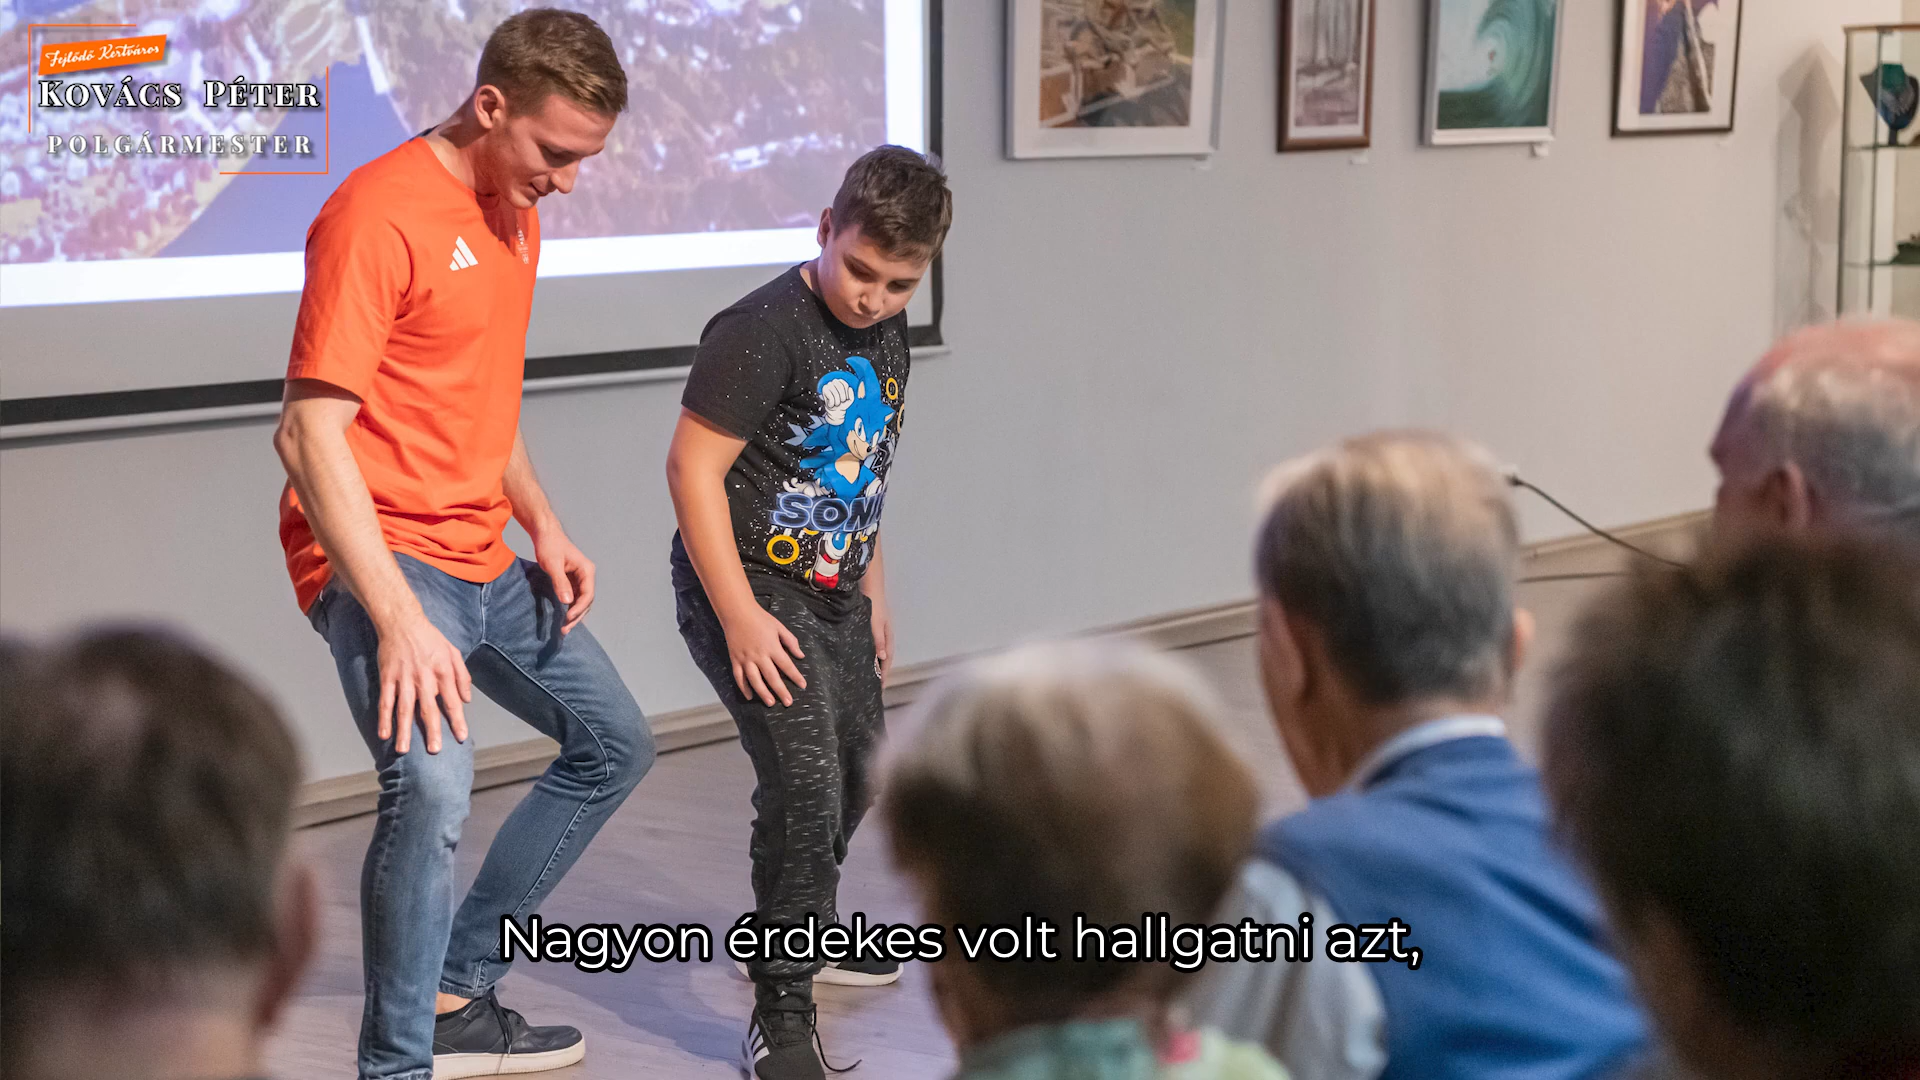 Fejlődő Kertváros
KOVÁCS PÉTER
POLGÁRMESTER
SONIC
Nagyon érdekes volt hallgatni azt,